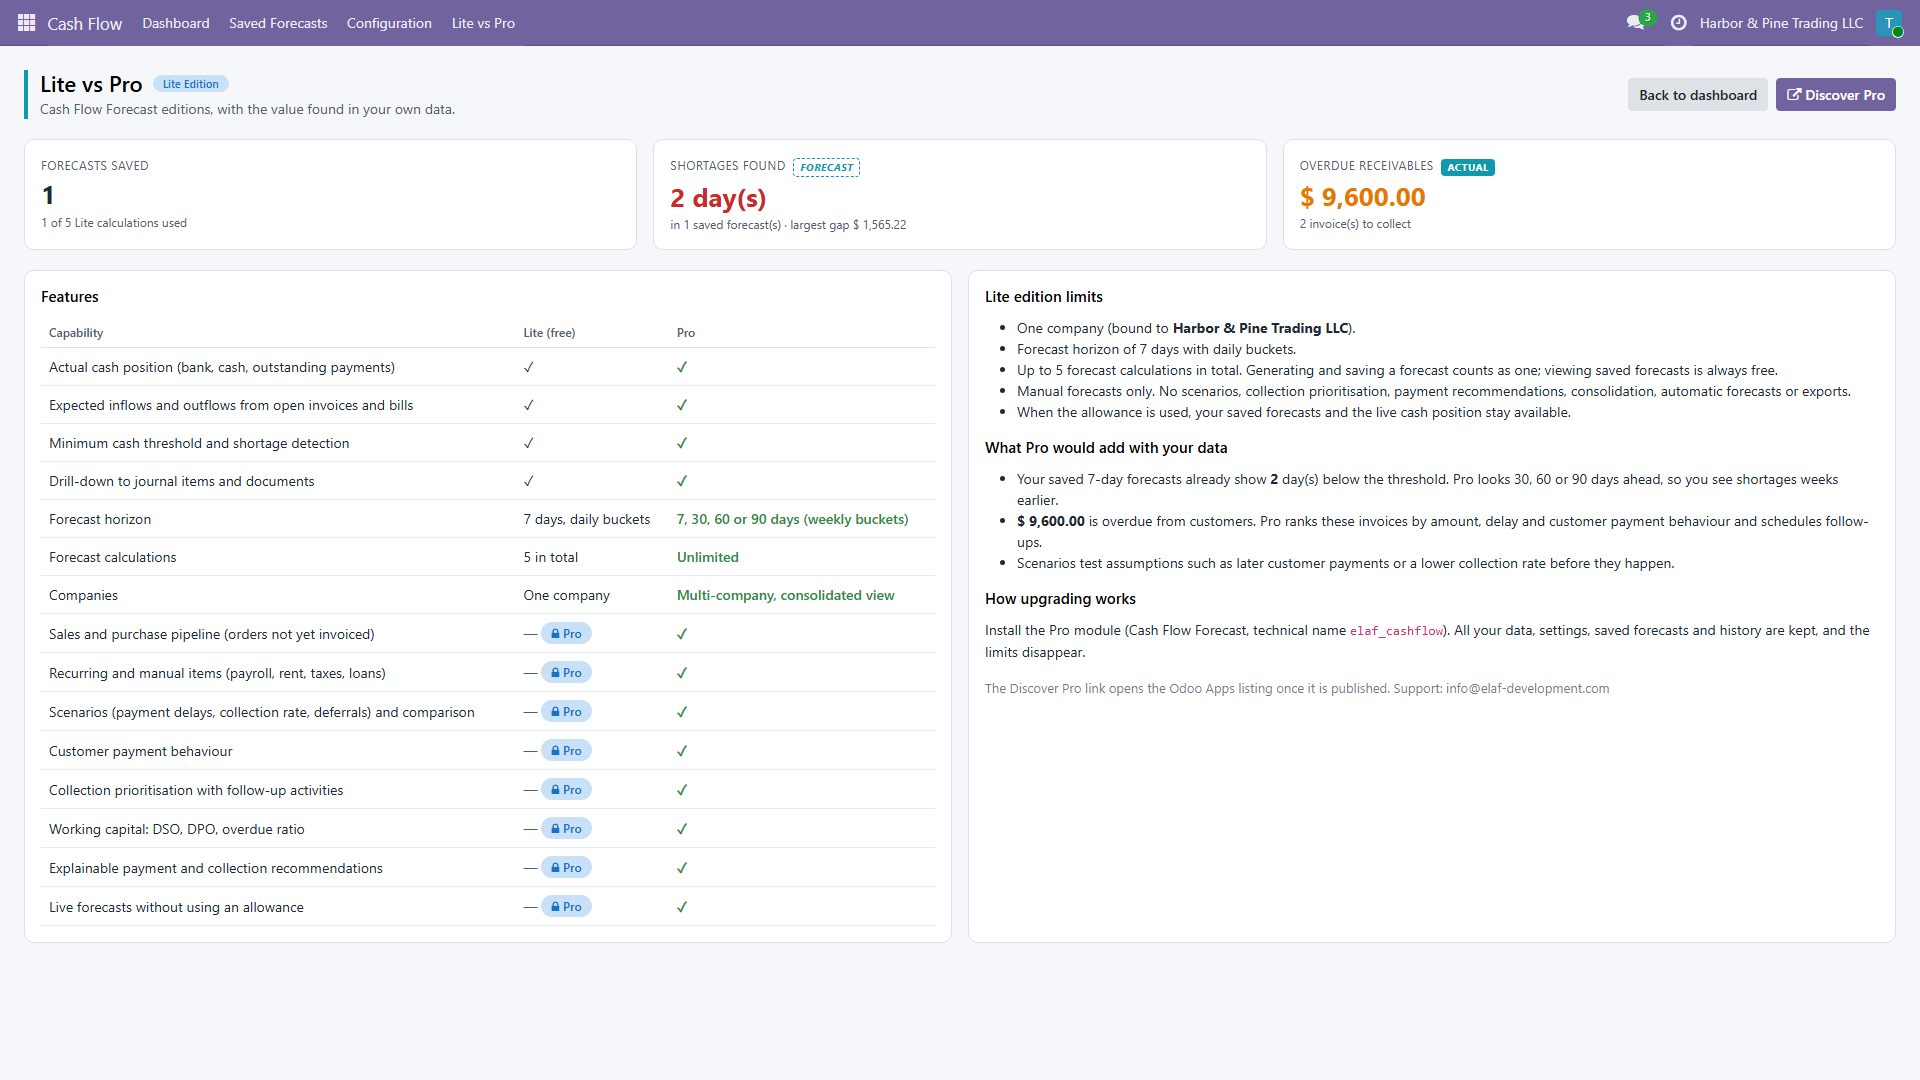 Cash Flow Dashboard Saved Forecasts Configuration Lite vs Pro 3 Harbor & Pine Trading LLC T
Lite vs Pro Lite Edition
Cash Flow Forecast editions, with the value found in your own data.
Back to dashboard Discover Pro
FORECASTS SAVED
1
1 of 5 Lite calculations used
SHORTAGES FOUND FORECAST
2 day(s)
in 1 saved forecast(s) · largest gap $ 1,565.22
OVERDUE RECEIVABLES ACTUAL
$ 9,600.00
2 invoice(s) to collect
Features
Capability Lite (free) Pro
Actual cash position (bank, cash, outstanding payments) ✓ ✓
Expected inflows and outflows from open invoices and bills ✓ ✓
Minimum cash threshold and shortage detection ✓ ✓
Drill-down to journal items and documents ✓ ✓
Forecast horizon 7 days, daily buckets 7, 30, 60 or 90 days (weekly buckets)
Forecast calculations 5 in total Unlimited
Companies One company Multi-company, consolidated view
Sales and purchase pipeline (orders not yet invoiced) — Pro ✓
Recurring and manual items (payroll, rent, taxes, loans) — Pro ✓
Scenarios (payment delays, collection rate, deferrals) and comparison — Pro ✓
Customer payment behaviour — Pro ✓
Collection prioritisation with follow-up activities — Pro ✓
Working capital: DSO, DPO, overdue ratio — Pro ✓
Explainable payment and collection recommendations — Pro ✓
Live forecasts without using an allowance — Pro ✓
Lite edition limits
• One company (bound to Harbor & Pine Trading LLC).
• Forecast horizon of 7 days with daily buckets.
• Up to 5 forecast calculations in total. Generating and saving a forecast counts as one; viewing saved forecasts is always free.
• Manual forecasts only. No scenarios, collection prioritisation, payment recommendations, consolidation, automatic forecasts or exports.
• When the allowance is used, your saved forecasts and the live cash position stay available.
What Pro would add with your data
• Your saved 7-day forecasts already show 2 day(s) below the threshold. Pro looks 30, 60 or 90 days ahead, so you see shortages weeks
earlier.
• $ 9,600.00 is overdue from customers. Pro ranks these invoices by amount, delay and customer payment behaviour and schedules follow-
ups.
• Scenarios test assumptions such as later customer payments or a lower collection rate before they happen.
How upgrading works
Install the Pro module (Cash Flow Forecast, technical name elaf_cashflow). All your data, settings, saved forecasts and history are kept, and the
limits disappear.
The Discover Pro link opens the Odoo Apps listing once it is published. Support: info@elaf-development.com